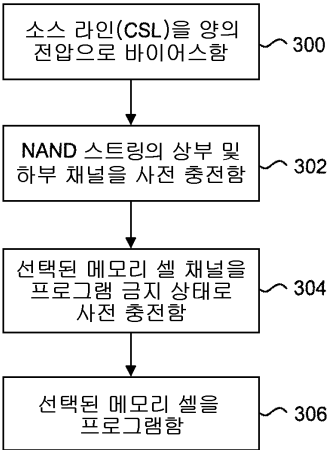 소스 라인(CSL)을 양의
전압으로 바이어스함
300
NAND 스트링의 상부 및
하부 채널을 사전 충전함
302
선택된 메모리 셀 채널을
프로그램 금지 상태로
사전 충전함
304
선택된 메모리 셀을
프로그램함
306